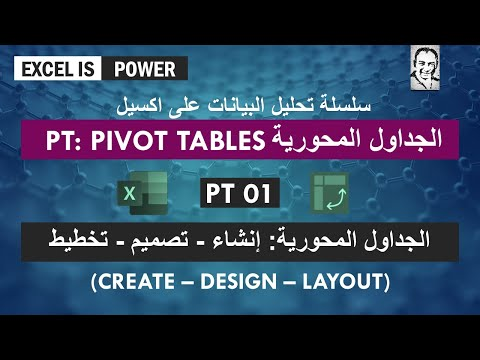 EXCEL IS POWER
سلسلة تحليل البيانات على اكسيل
الجداول المحورية PT: PIVOT TABLES
PT 01
الجداول المحورية: إنشاء - تصميم - تخطيط
(CREATE – DESIGN – LAYOUT)